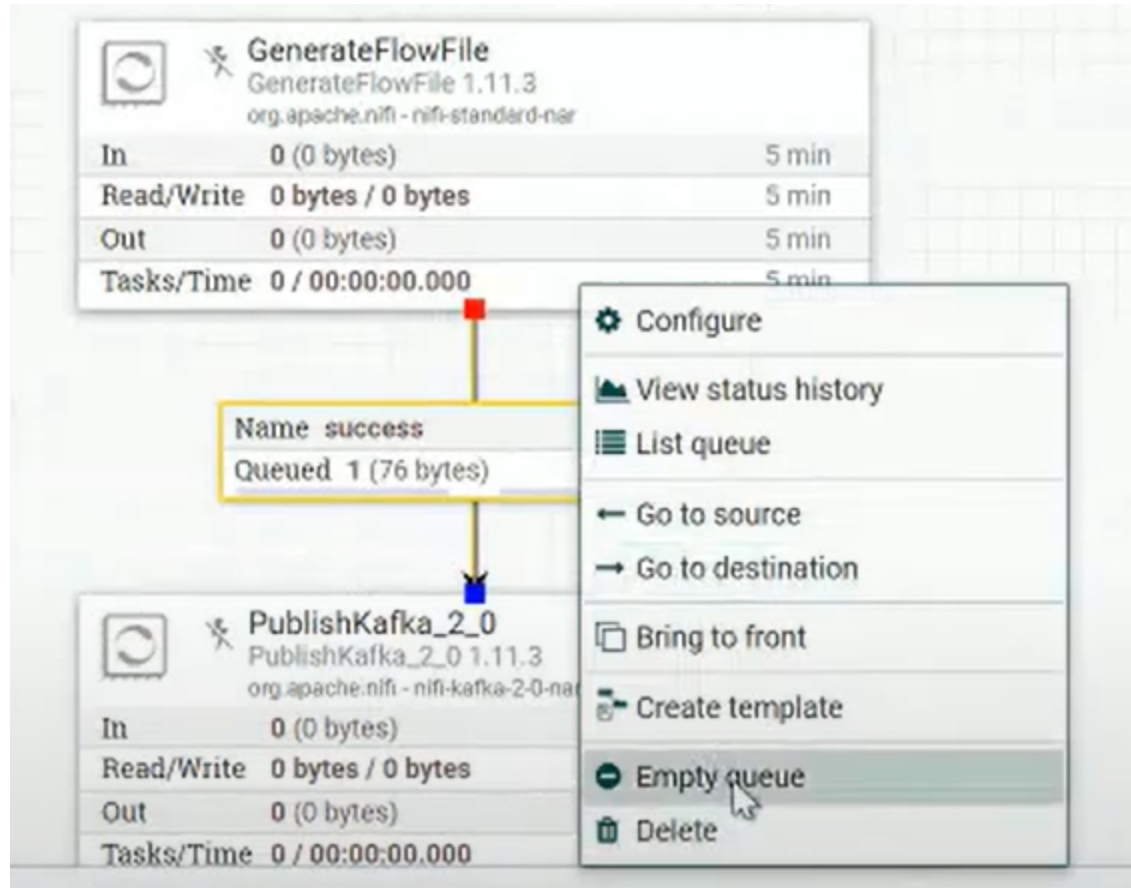 GenerateFlowFile
GenerateFlowFile 1.11.3
org.apache.nifi - nifi-standard-nar
In 0 (0 bytes) 5 min
Read/Write 0 bytes / 0 bytes 5 min
Out 0 (0 bytes) 5 min
Tasks/Time 0 / 00:00:00.000 5 min
Name success
Queued 1 (76 bytes)
PublishKafka_2_0
PublishKafka_2_0 1.11.3
org.apache.nifi - nifi-kafka-2-0-nar
In 0 (0 bytes)
Read/Write 0 bytes / 0 bytes
Out 0 (0 bytes)
Tasks/Time 0 / 00:00:00.000
Configure
View status history
List queue
Go to source
Go to destination
Bring to front
Create template
Empty queue
Delete